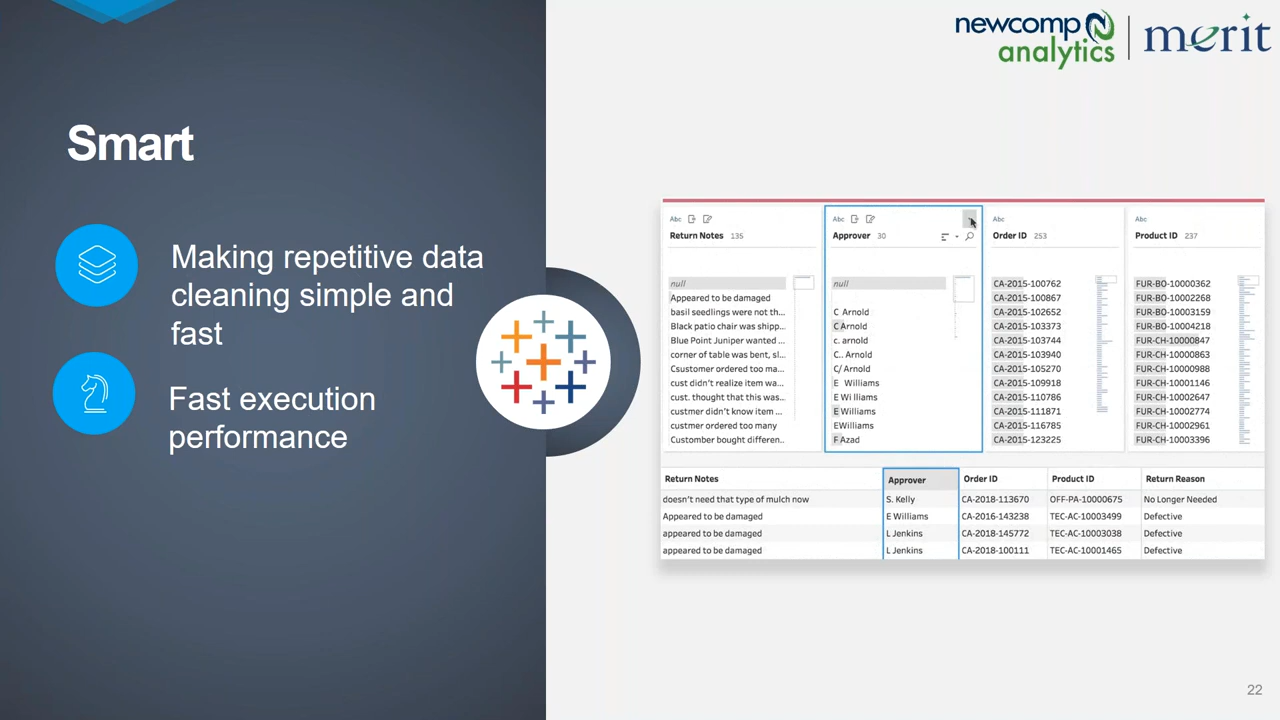 newcomp
analytics
merit
Smart
Making repetitive data
cleaning simple and
fast
Fast execution
performance
Abc
Return Notes 135
null
Appeared to be damaged
basil seedlings were not th...
Black patio chair was shipp...
Blue Point Juniper wanted ...
corner of table was bent, sl...
Csustomer ordered too ma...
cust didn't realize item wa...
cust. thought that this was...
custmer didn't know item ...
custmer ordered too many
Custombер bought differen...
Abc
Approver 30
null
C Arnold
C Arnold
c. arnold
C. Arnold
/ Arnold
E Williams
E Wi lliams
E Williams
EWilliams
F Azad
Abc
Order ID 253
CA-2015-100762
CA-2015-100867
CA-2015-102652
CA-2015-103373
CA-2015-103744
CA-2015-103940
CA-2015-105270
CA-2015-109918
CA-2015-110786
CA-2015-111871
CA-2015-116785
CA-2015-123225
Abc
Product ID 237
FUR-BO-10000362
FUR-BO-10002268
FUR-BO-10003159
FUR-BO-10004218
FUR-CH-10000847
FUR-CH-10000863
FUR-CH-10000988
FUR-CH-10001146
FUR-CH-10002647
FUR-CH-10002774
FUR-CH-10002961
FUR-CH-10003396
Return Notes Approver Order ID Product ID Return Reason
doesn't need that type of mulch now S. Kelly CA-2018-113670 OFF-PA-10000675 No Longer Needed
Appeared to be damaged E Williams CA-2016-143238 TEC-AC-10003499 Defective
appeared to be damaged L Jenkins CA-2018-145772 TEC-AC-10003038 Defective
appeared to be damaged L Jenkins CA-2018-100111 TEC-AC-10001465 Defective
22